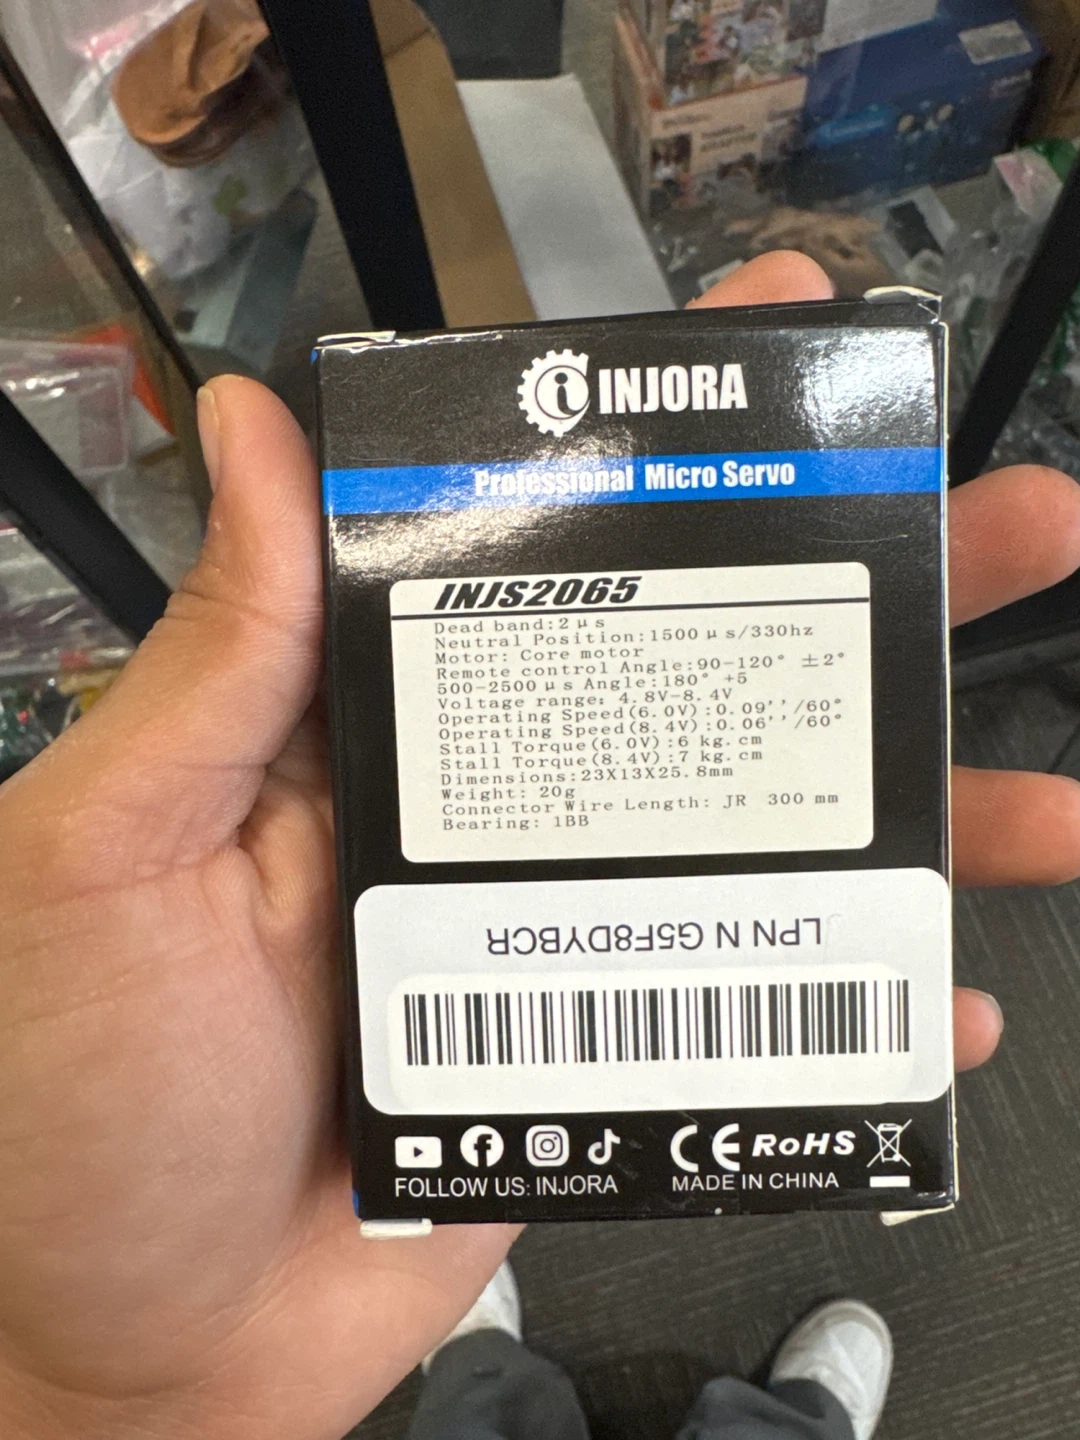 INJORA
Professional Micro Servo
INJS2065
Dead band:2μs
Neutral Position:1500μs/330hz
Motor: Core motor
Remote control Angle:90-120° ±2°
500-2500μs Angle:180° +5
Voltage range: 4.8V-8.4V
Operating Speed(6.0V):0.09''/60°
Operating Speed(8.4V):0.06''/60°
Stall Torque(6.0V):6 kg.cm
Stall Torque(8.4V):7 kg.cm
Dimensions:23X13X25.8mm
Weight: 20g
Connector Wire Length: JR 300 mm
Bearing: 1BB
LPN N G5F8DYBCR
CE RoHS
FOLLOW US: INJORA
MADE IN CHINA